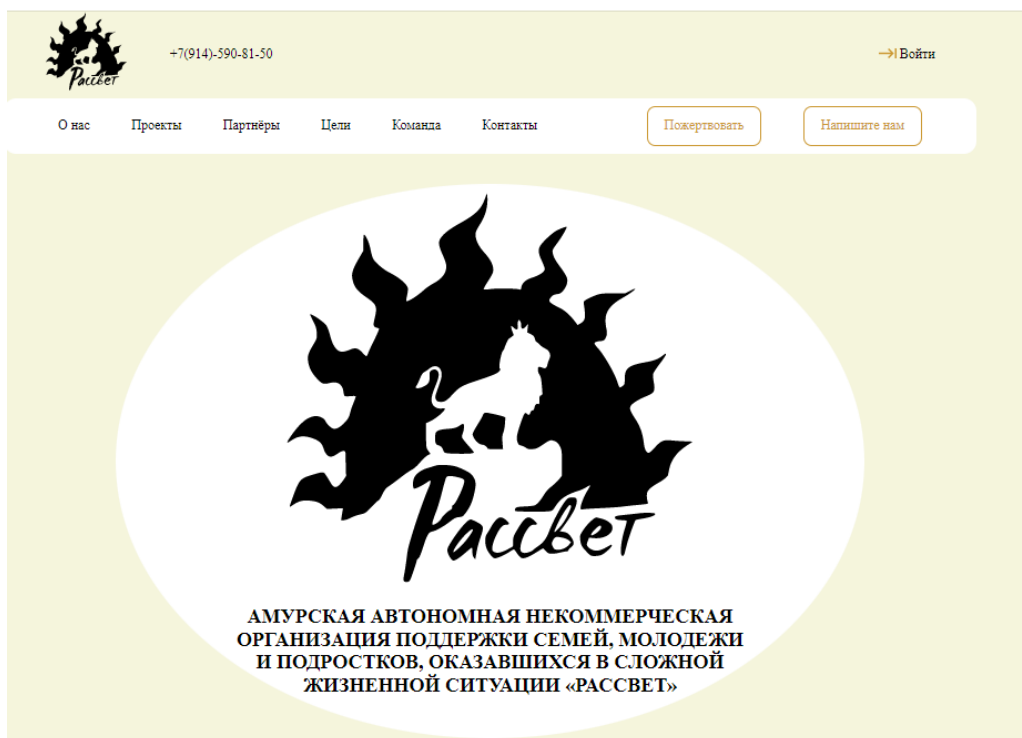 Рассвет
+7(914)-590-81-50
Войти
О нас Проекты Партнёры Цели Команда Контакты Пожертвовать Напишите нам
Рассвет
АМУРСКАЯ АВТОНОМНАЯ НЕКОММЕРЧЕСКАЯ
ОРГАНИЗАЦИЯ ПОДДЕРЖКИ СЕМЕЙ, МОЛОДЕЖИ
И ПОДРОСТКОВ, ОКАЗАВШИХСЯ В СЛОЖНОЙ
ЖИЗНЕННОЙ СИТУАЦИИ «РАССВЕТ»